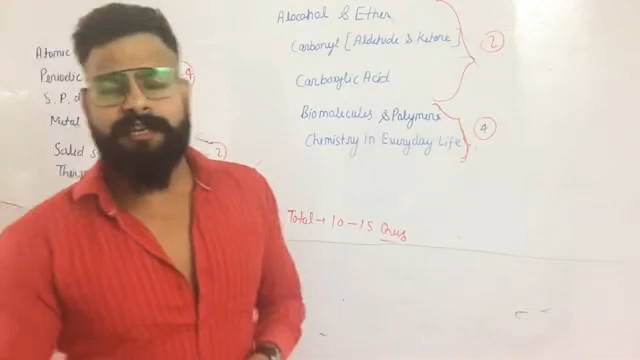 Atomic
Periodic
S. P. d
Metal
Solid s
Ther
4
2
Alocohol & Ether,
Carbonyl [Aldehyde & Ketone]
Carboxylic Acid
2
Biomolecules & Polymers
Chemistry in Everyday Life
4
Total → 10 - 15 Ques